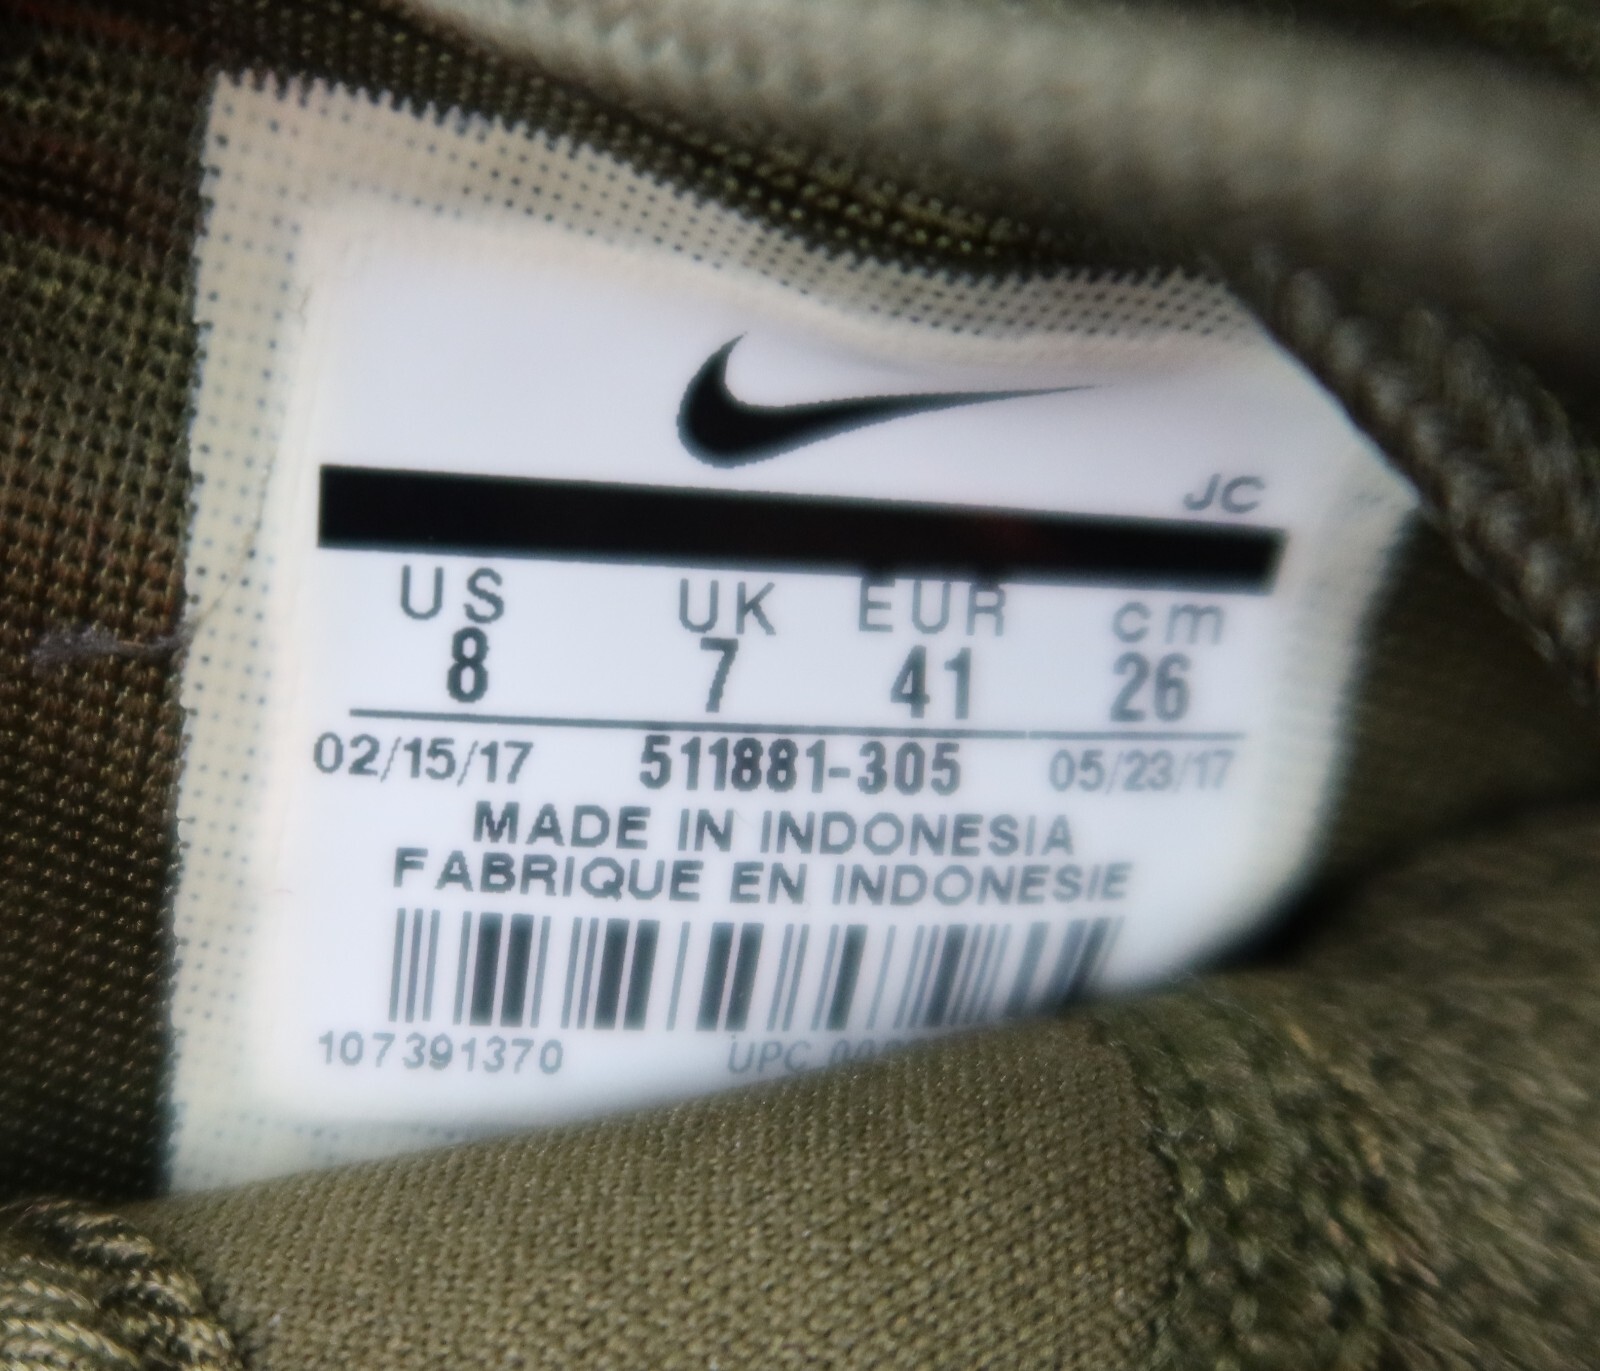 JC
US UK EUR cm
8 7 41 26
02/15/17 511881-305 05/23/17
MADE IN INDONESIA
FABRIQUE EN INDONESIE
107391370 UPC